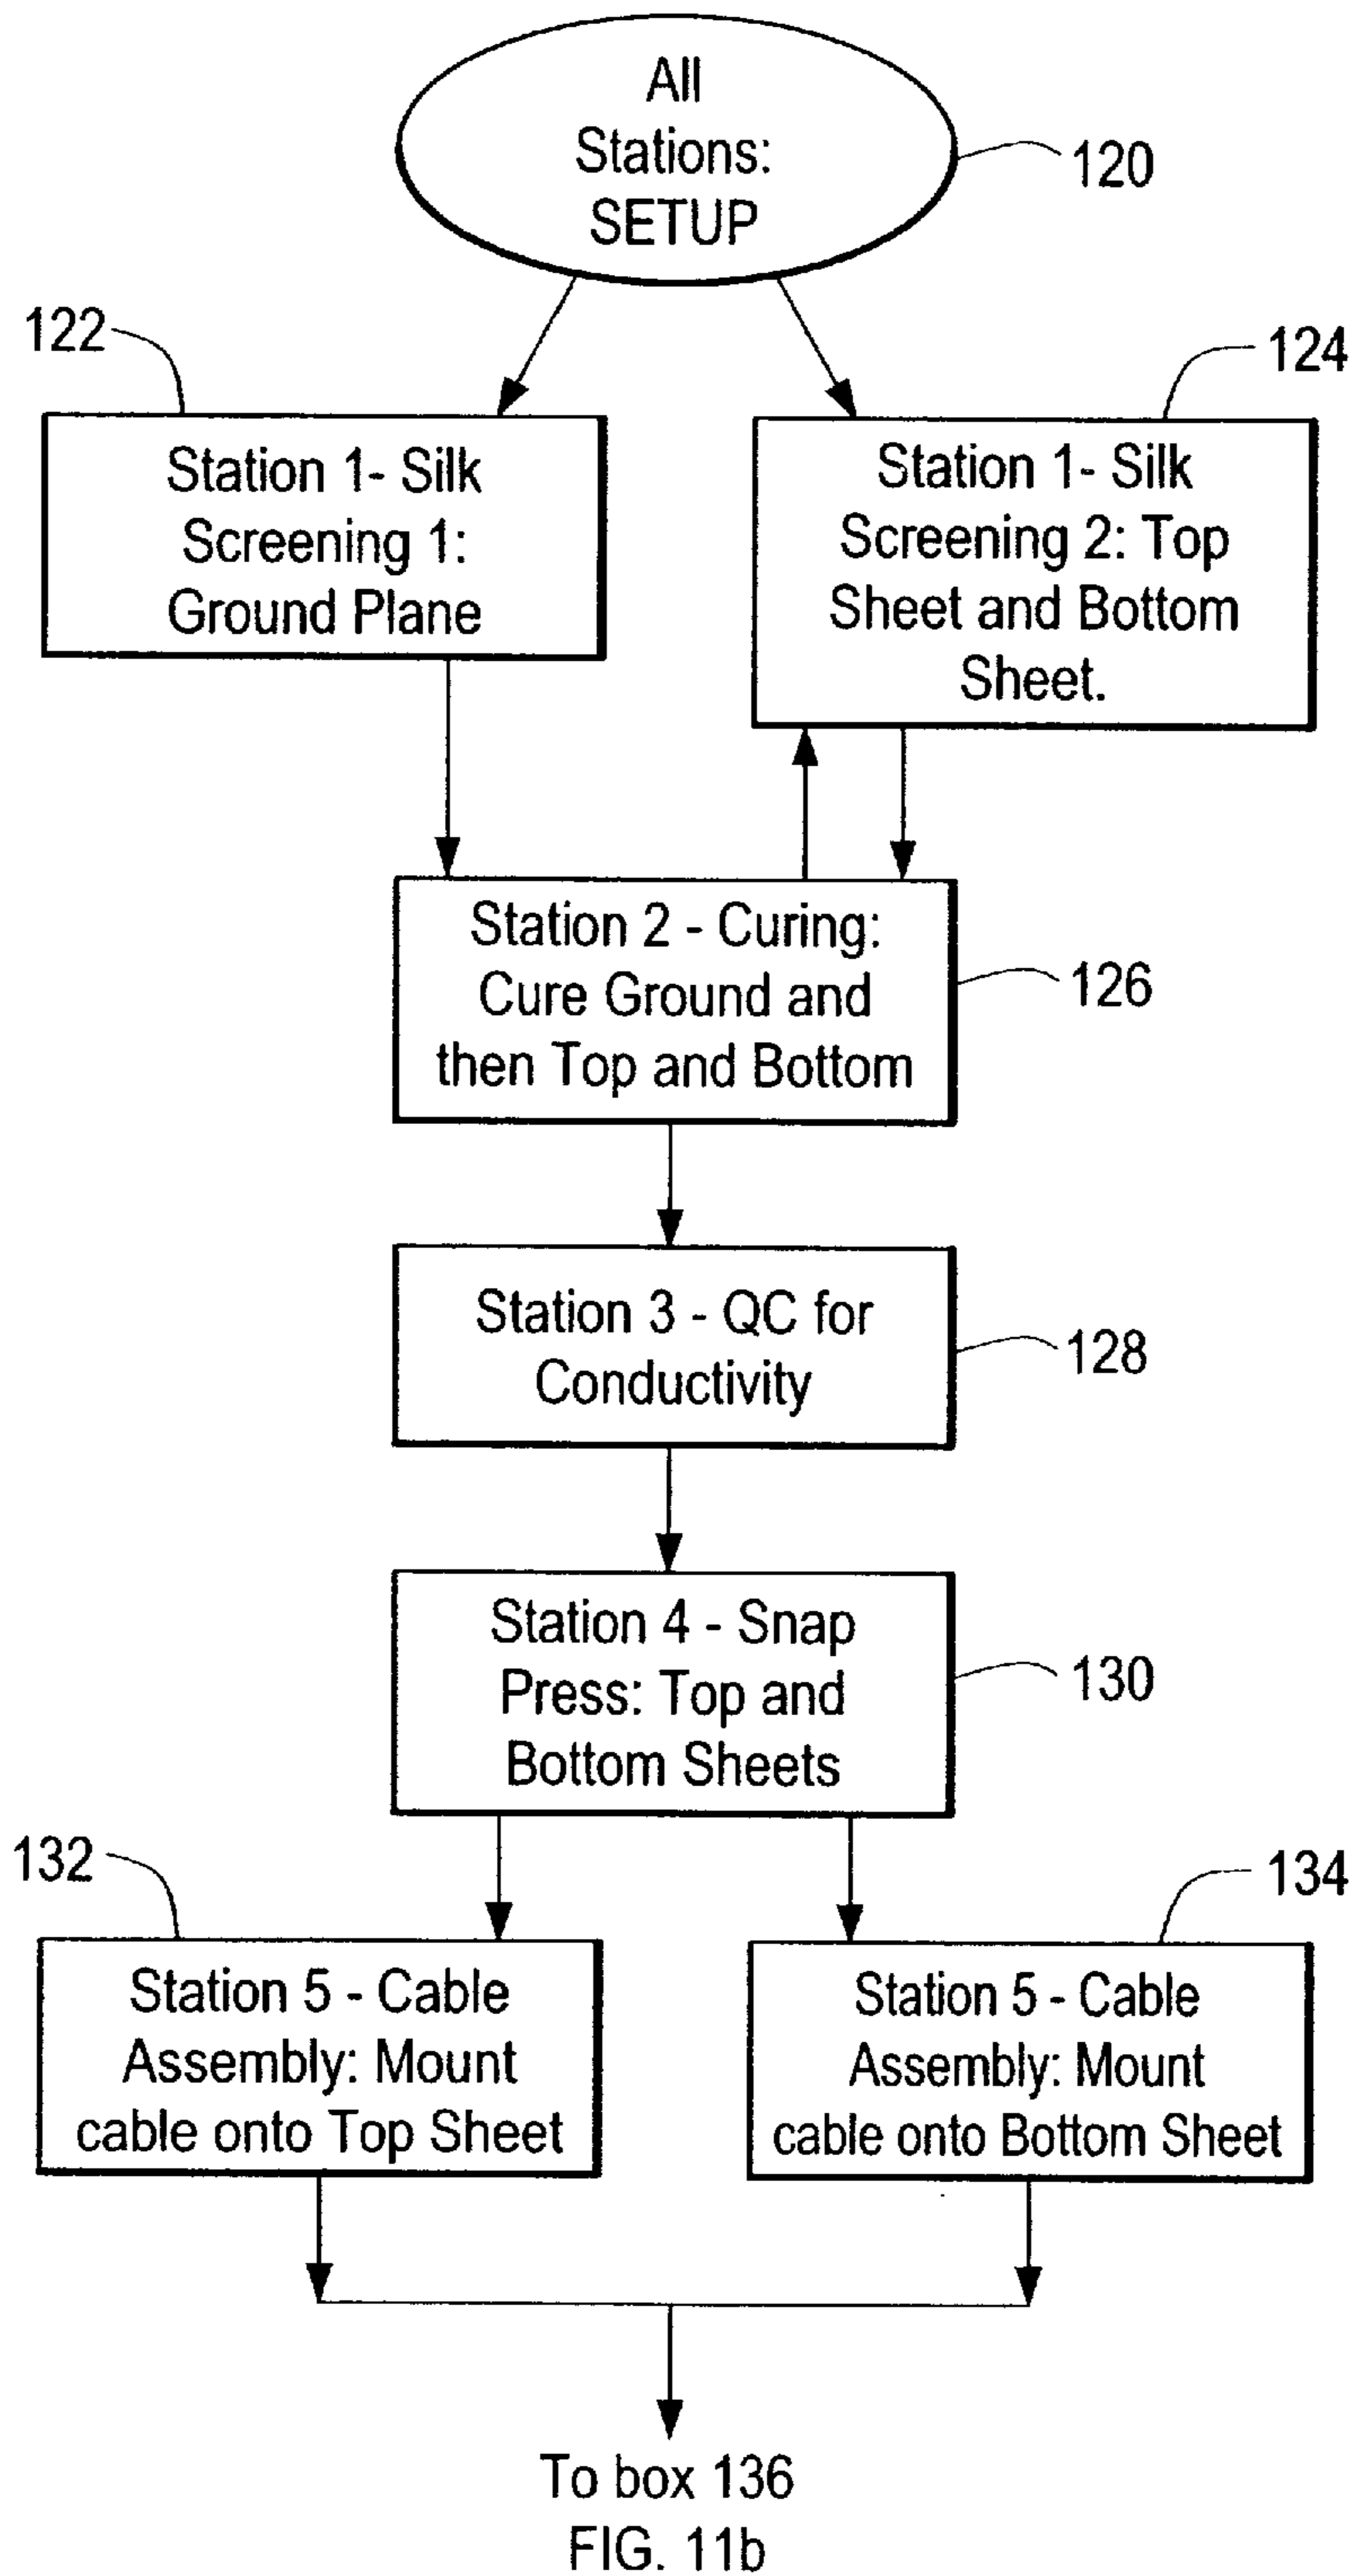 All
Stations:
SETUP
120
122
124
Station 1- Silk
Screening 1:
Ground Plane
Station 1- Silk
Screening 2: Top
Sheet and Bottom
Sheet.
Station 2 - Curing:
Cure Ground and
then Top and Bottom
126
Station 3 - QC for
Conductivity
128
Station 4 - Snap
Press: Top and
Bottom Sheets
130
132
134
Station 5 - Cable
Assembly: Mount
cable onto Top Sheet
Station 5 - Cable
Assembly: Mount
cable onto Bottom Sheet
To box 136
FIG. 11b